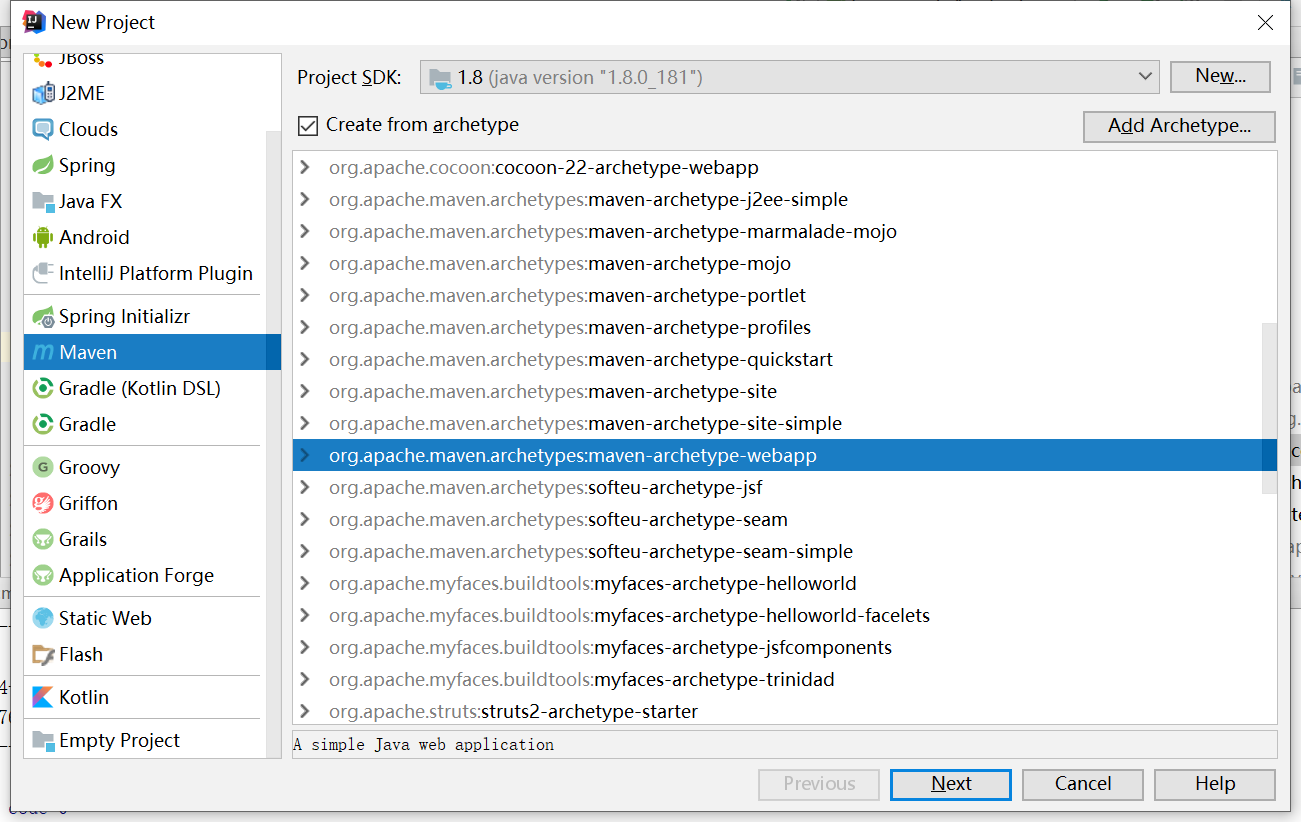 New Project
JBoss
J2ME
Clouds
Spring
Java FX
Android
IntelliJ Platform Plugin
Spring Initializr
Maven
Gradle (Kotlin DSL)
Gradle
Groovy
Griffon
Grails
Application Forge
Static Web
Flash
Kotlin
Empty Project
Project SDK: 1.8 (java version "1.8.0_181") New...
Create from archetype Add Archetype...
org.apache.cocoon:cocoon-22-archetype-webapp
org.apache.maven.archetypes:maven-archetype-j2ee-simple
org.apache.maven.archetypes:maven-archetype-marmalade-mojo
org.apache.maven.archetypes:maven-archetype-mojo
org.apache.maven.archetypes:maven-archetype-portlet
org.apache.maven.archetypes:maven-archetype-profiles
org.apache.maven.archetypes:maven-archetype-quickstart
org.apache.maven.archetypes:maven-archetype-site
org.apache.maven.archetypes:maven-archetype-site-simple
org.apache.maven.archetypes:maven-archetype-webapp
org.apache.maven.archetypes:softeu-archetype-jsf
org.apache.maven.archetypes:softeu-archetype-seam
org.apache.maven.archetypes:softeu-archetype-seam-simple
org.apache.myfaces.buildtools:myfaces-archetype-helloworld
org.apache.myfaces.buildtools:myfaces-archetype-helloworld-facelets
org.apache.myfaces.buildtools:myfaces-archetype-jsfcomponents
org.apache.myfaces.buildtools:myfaces-archetype-trinidad
org.apache.struts:struts2-archetype-starter
A simple Java web application
Previous Next Cancel Help